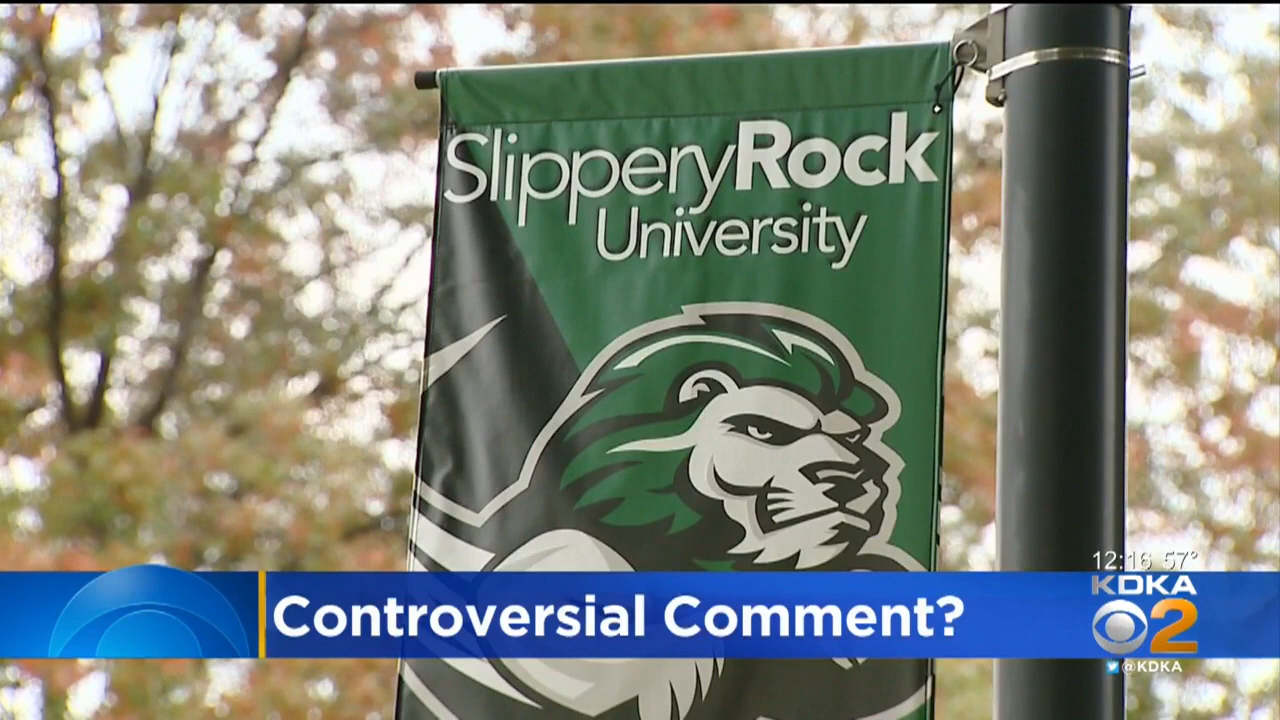 SlipperyRock
University
12:16 57°
KDKA
Controversial Comment?
2
@KDKA